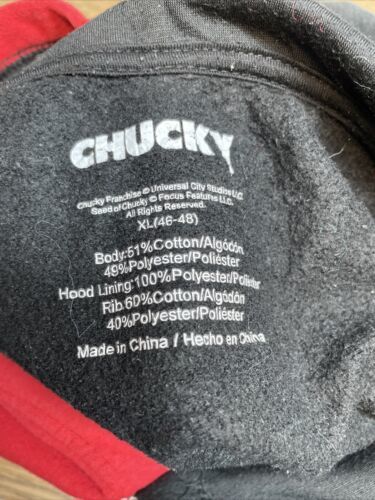 CHUCKY
Chucky Franchise © Universal City Studios LLC.
Seed of Chucky © Focus Features LLC.
All Rights Reserved.
XL(46-48)
Body:51%Cotton/Algódón
49%Polyester/Poliéster
Hood Lining:100%Polyester/Poliéster
Rib:60%Cotton/Algódón
40%Polyester/Poliéster
Made in China / Hecho en China